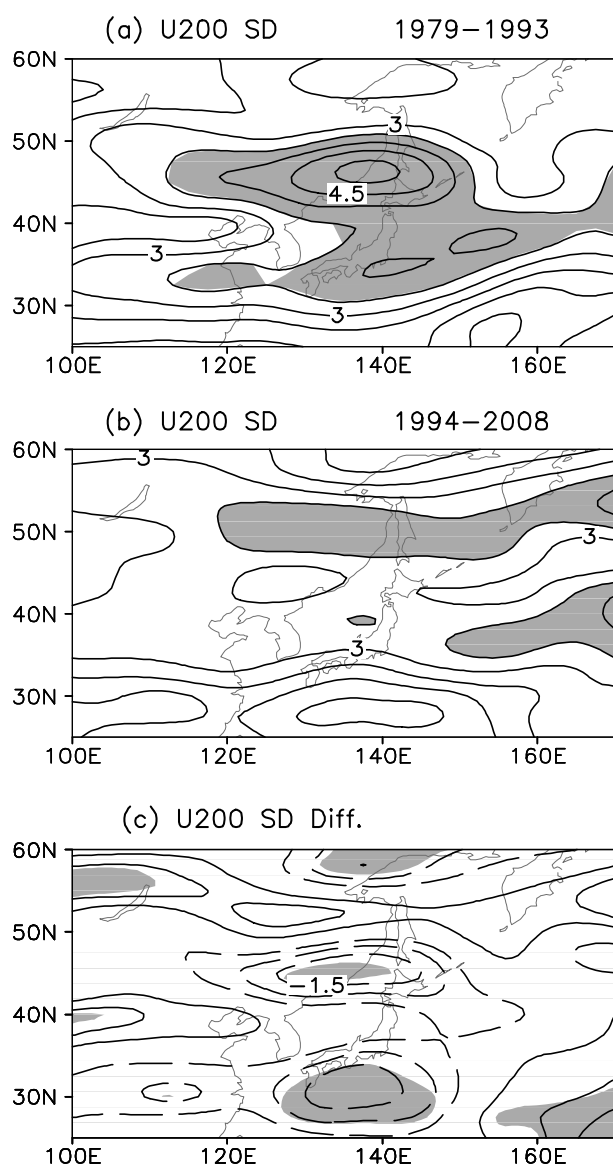 (a) U200 SD 1979-1993
60N
3
50N
4.5
40N
3
30N
3
100E 120E 140E 160E
(b) U200 SD 1994-2008
60N
3
50N
3
40N
3
30N
100E 120E 140E 160E
(c) U200 SD Diff.
60N
50N
-1.5
40N
30N
100E 120E 140E 160E